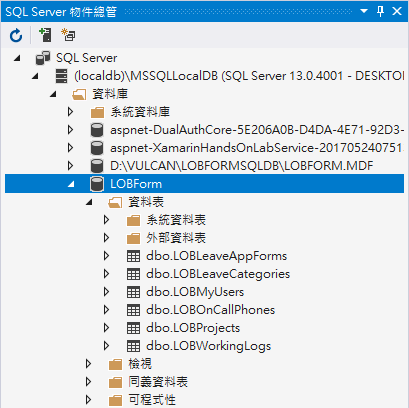 SQL Server 物件總管
SQL Server
(localdb)\MSSQLLocalDB (SQL Server 13.0.4001 - DESKTO
資料庫
系統資料庫
aspnet-DualAuthCore-5E206A0B-D4DA-4E71-92D3-
aspnet-XamarinHandsOnLabService-201705240751
D:\VULCAN\LOBFORMSQLDB\LOBFORM.MDF
LOBForm
資料表
系統資料表
外部資料表
dbo.LOBLeaveAppForms
dbo.LOBLeaveCategories
dbo.LOBMyUsers
dbo.LOBOnCallPhones
dbo.LOBProjects
dbo.LOBWorkingLogs
檢視
同義資料表
可程式性